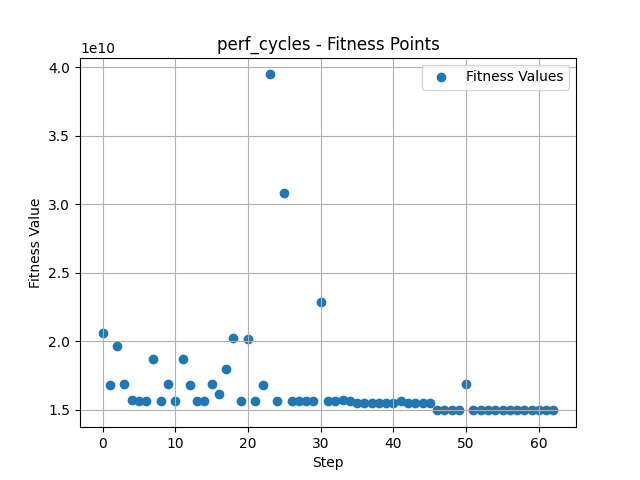 perf_cycles - Fitness Points
1e10
Fitness Values
4.0
3.5
3.0
2.5
2.0
1.5
Fitness Value
0 10 20 30 40 50 60
Step